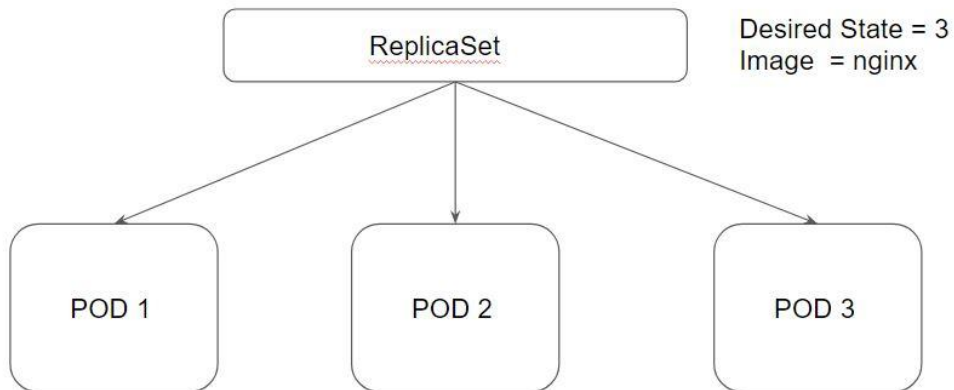 ReplicaSet
Desired State = 3
Image  = nginx
POD 1
POD 2
POD 3